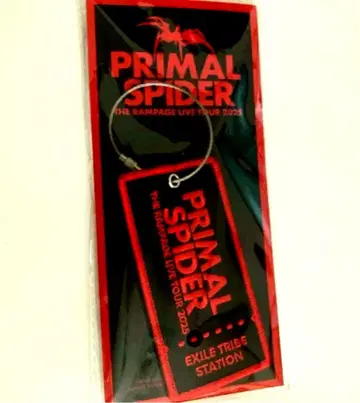 PRIMAL
SPIDER
THE RAMPAGE LIVE TOUR 2025
PRIMAL
SPIDER
THE RAMPAGE LIVE TOUR 2025
EXILE TRIBE
STATION